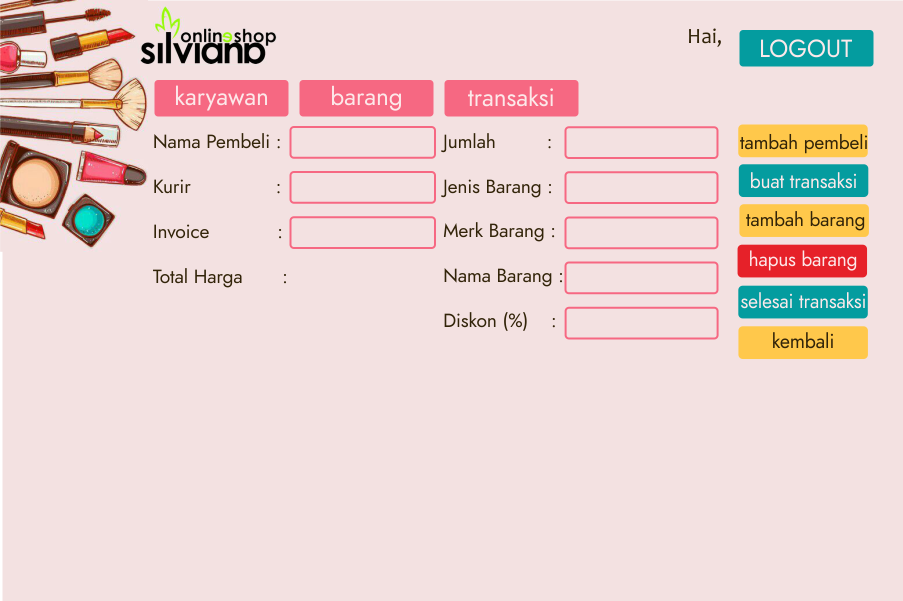 onlineshop
silviana
Hai,
LOGOUT
karyawan
barang
transaksi
Nama Pembeli :
Kurir :
Invoice :
Total Harga :
Jumlah :
Jenis Barang :
Merk Barang :
Nama Barang :
Diskon (%) :
tambah pembeli
buat transaksi
tambah barang
hapus barang
selesai transaksi
kembali